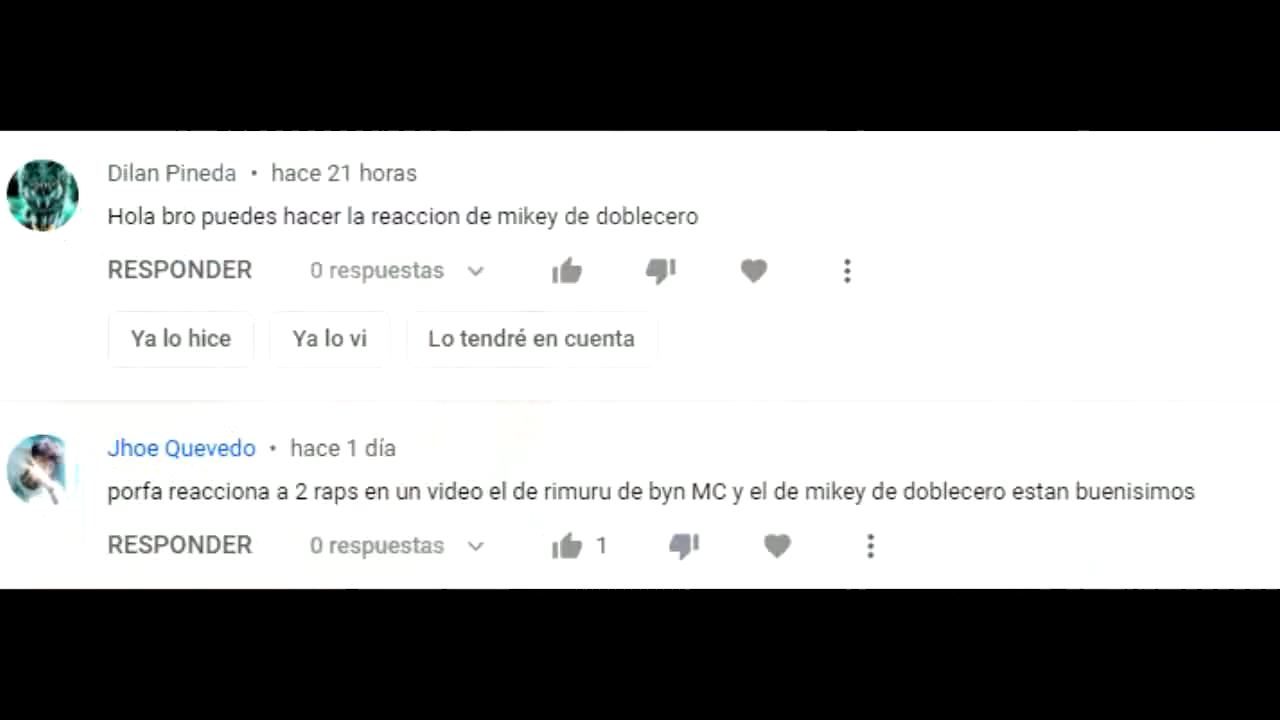 Dilan Pineda • hace 21 horas
Hola bro puedes hacer la reaccion de mikey de doblecero
RESPONDER 0 respuestas
Ya lo hice Ya lo vi Lo tendré en cuenta
Jhoe Quevedo • hace 1 día
porfa reacciona a 2 raps en un video el de rimuru de byn MC y el de mikey de doblecero estan buenisimos
RESPONDER 0 respuestas 1